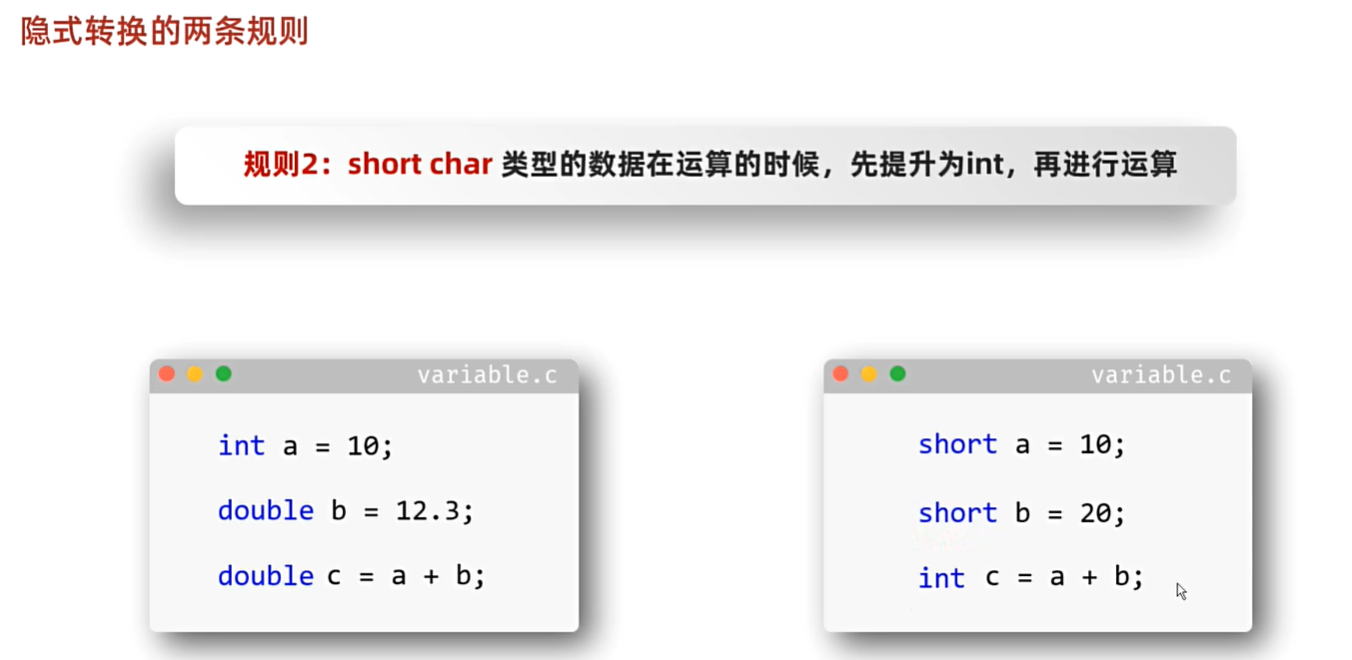 隐式转换的两条规则
规则2：short char 类型的数据在运算的时候，先提升为int，再进行运算
variable.c
int a = 10;
double b = 12.3;
double c = a + b;
variable.c
short a = 10;
short b = 20;
int c = a + b;